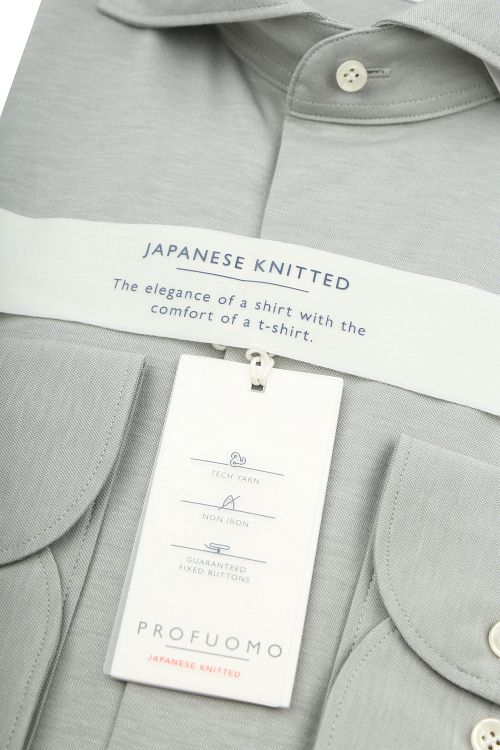 JAPANESE KNITTED
The elegance of a shirt with the
comfort of a t-shirt.
TECH YARN
NON IRON
GUARANTEED
FIXED BUTTONS
PROFUOMO
JAPANESE KNITTED